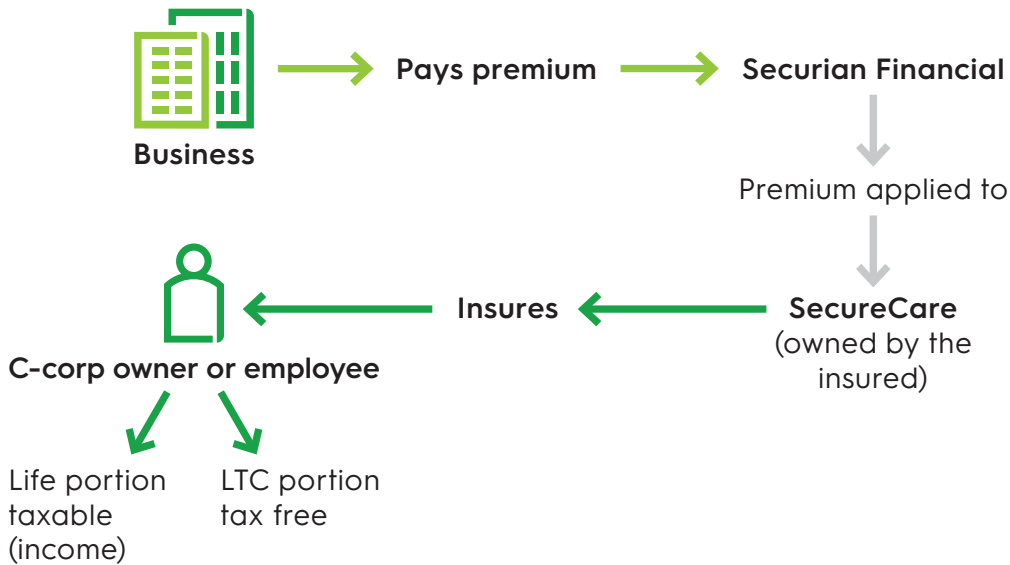 Business
Pays premium
Securian Financial
Premium applied to
SecureCare
(owned by the
insured)
Insures
C-corp owner or employee
Life portion
taxable
(income)
LTC portion
tax free